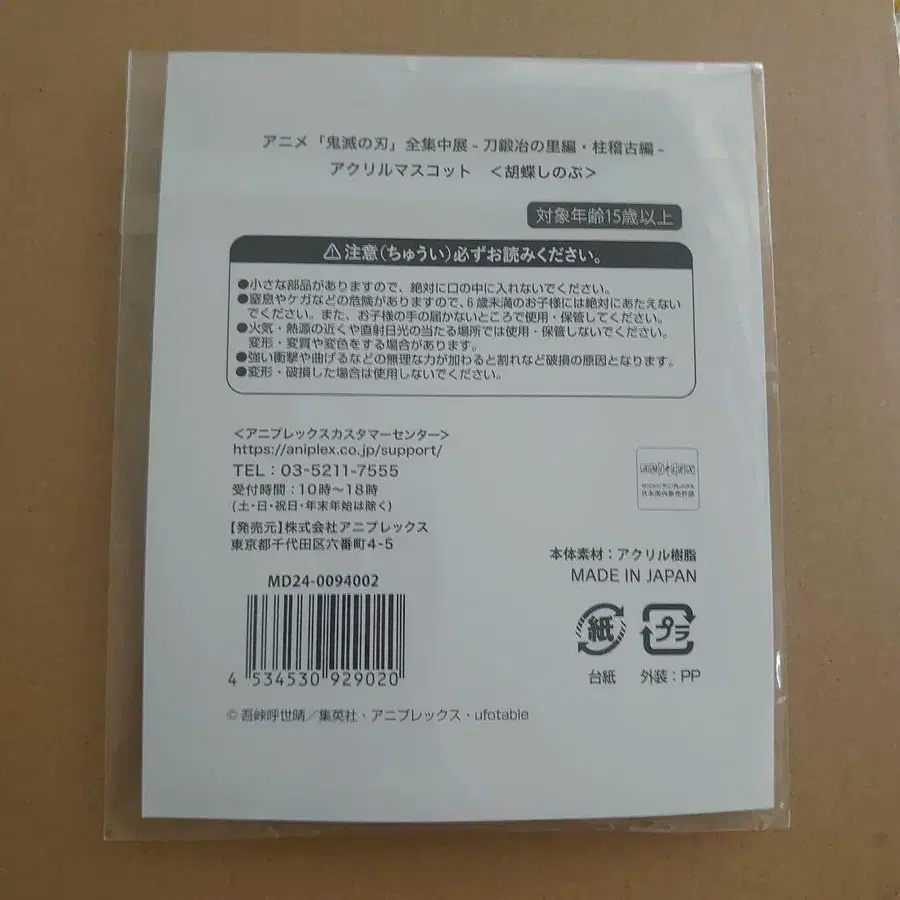 アニメ「鬼滅の刃」全集中展 - 刀鍛冶の里編・柱稽古編 -
アクリルマスコット ＜胡蝶しのぶ＞
対象年齢15歳以上
⚠注意(ちゅうい)必ずお読みください。
●小さな部品がありますので、絶対に口の中に入れないでください。
●窒息やケガなどの危険がありますので、6歳未満のお子様には絶対にあたえない
でください。また、お子様の手の届かないところで使用・保管してください。
●火気・熱源の近くや直射日光の当たる場所では使用・保管しないでください。
変形・変質や変色をする場合があります。
●強い衝撃や曲げるなどの無理な力が加わると割れなど破損の原因となります。
●変形・破損した場合は使用しないでください。
＜アニプレックスカスタマーセンター＞
https://aniplex.co.jp/support/
TEL：03-5211-7555
受付時間：10時～18時
(土・日・祝日・年末年始は除く)
【発売元】株式会社アニプレックス
東京都千代田区六番町4-5
ANIPLEX
日本国内販売許諾
本体素材：アクリル樹脂
MADE IN JAPAN
MD24-0094002
4 534530 929020
紙
プラ
台紙
外装：PP
© 吾峠呼世晴／集英社・アニプレックス・ufotable